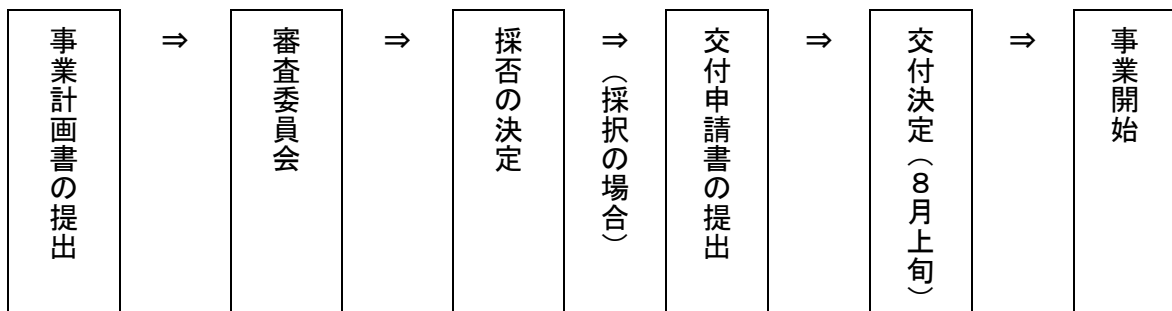 事業計画書の提出
⇒
審査委員会
⇒
採否の決定
⇒（採択の場合）
交付申請書の提出
⇒
交付決定（８月上旬）
⇒
事業開始